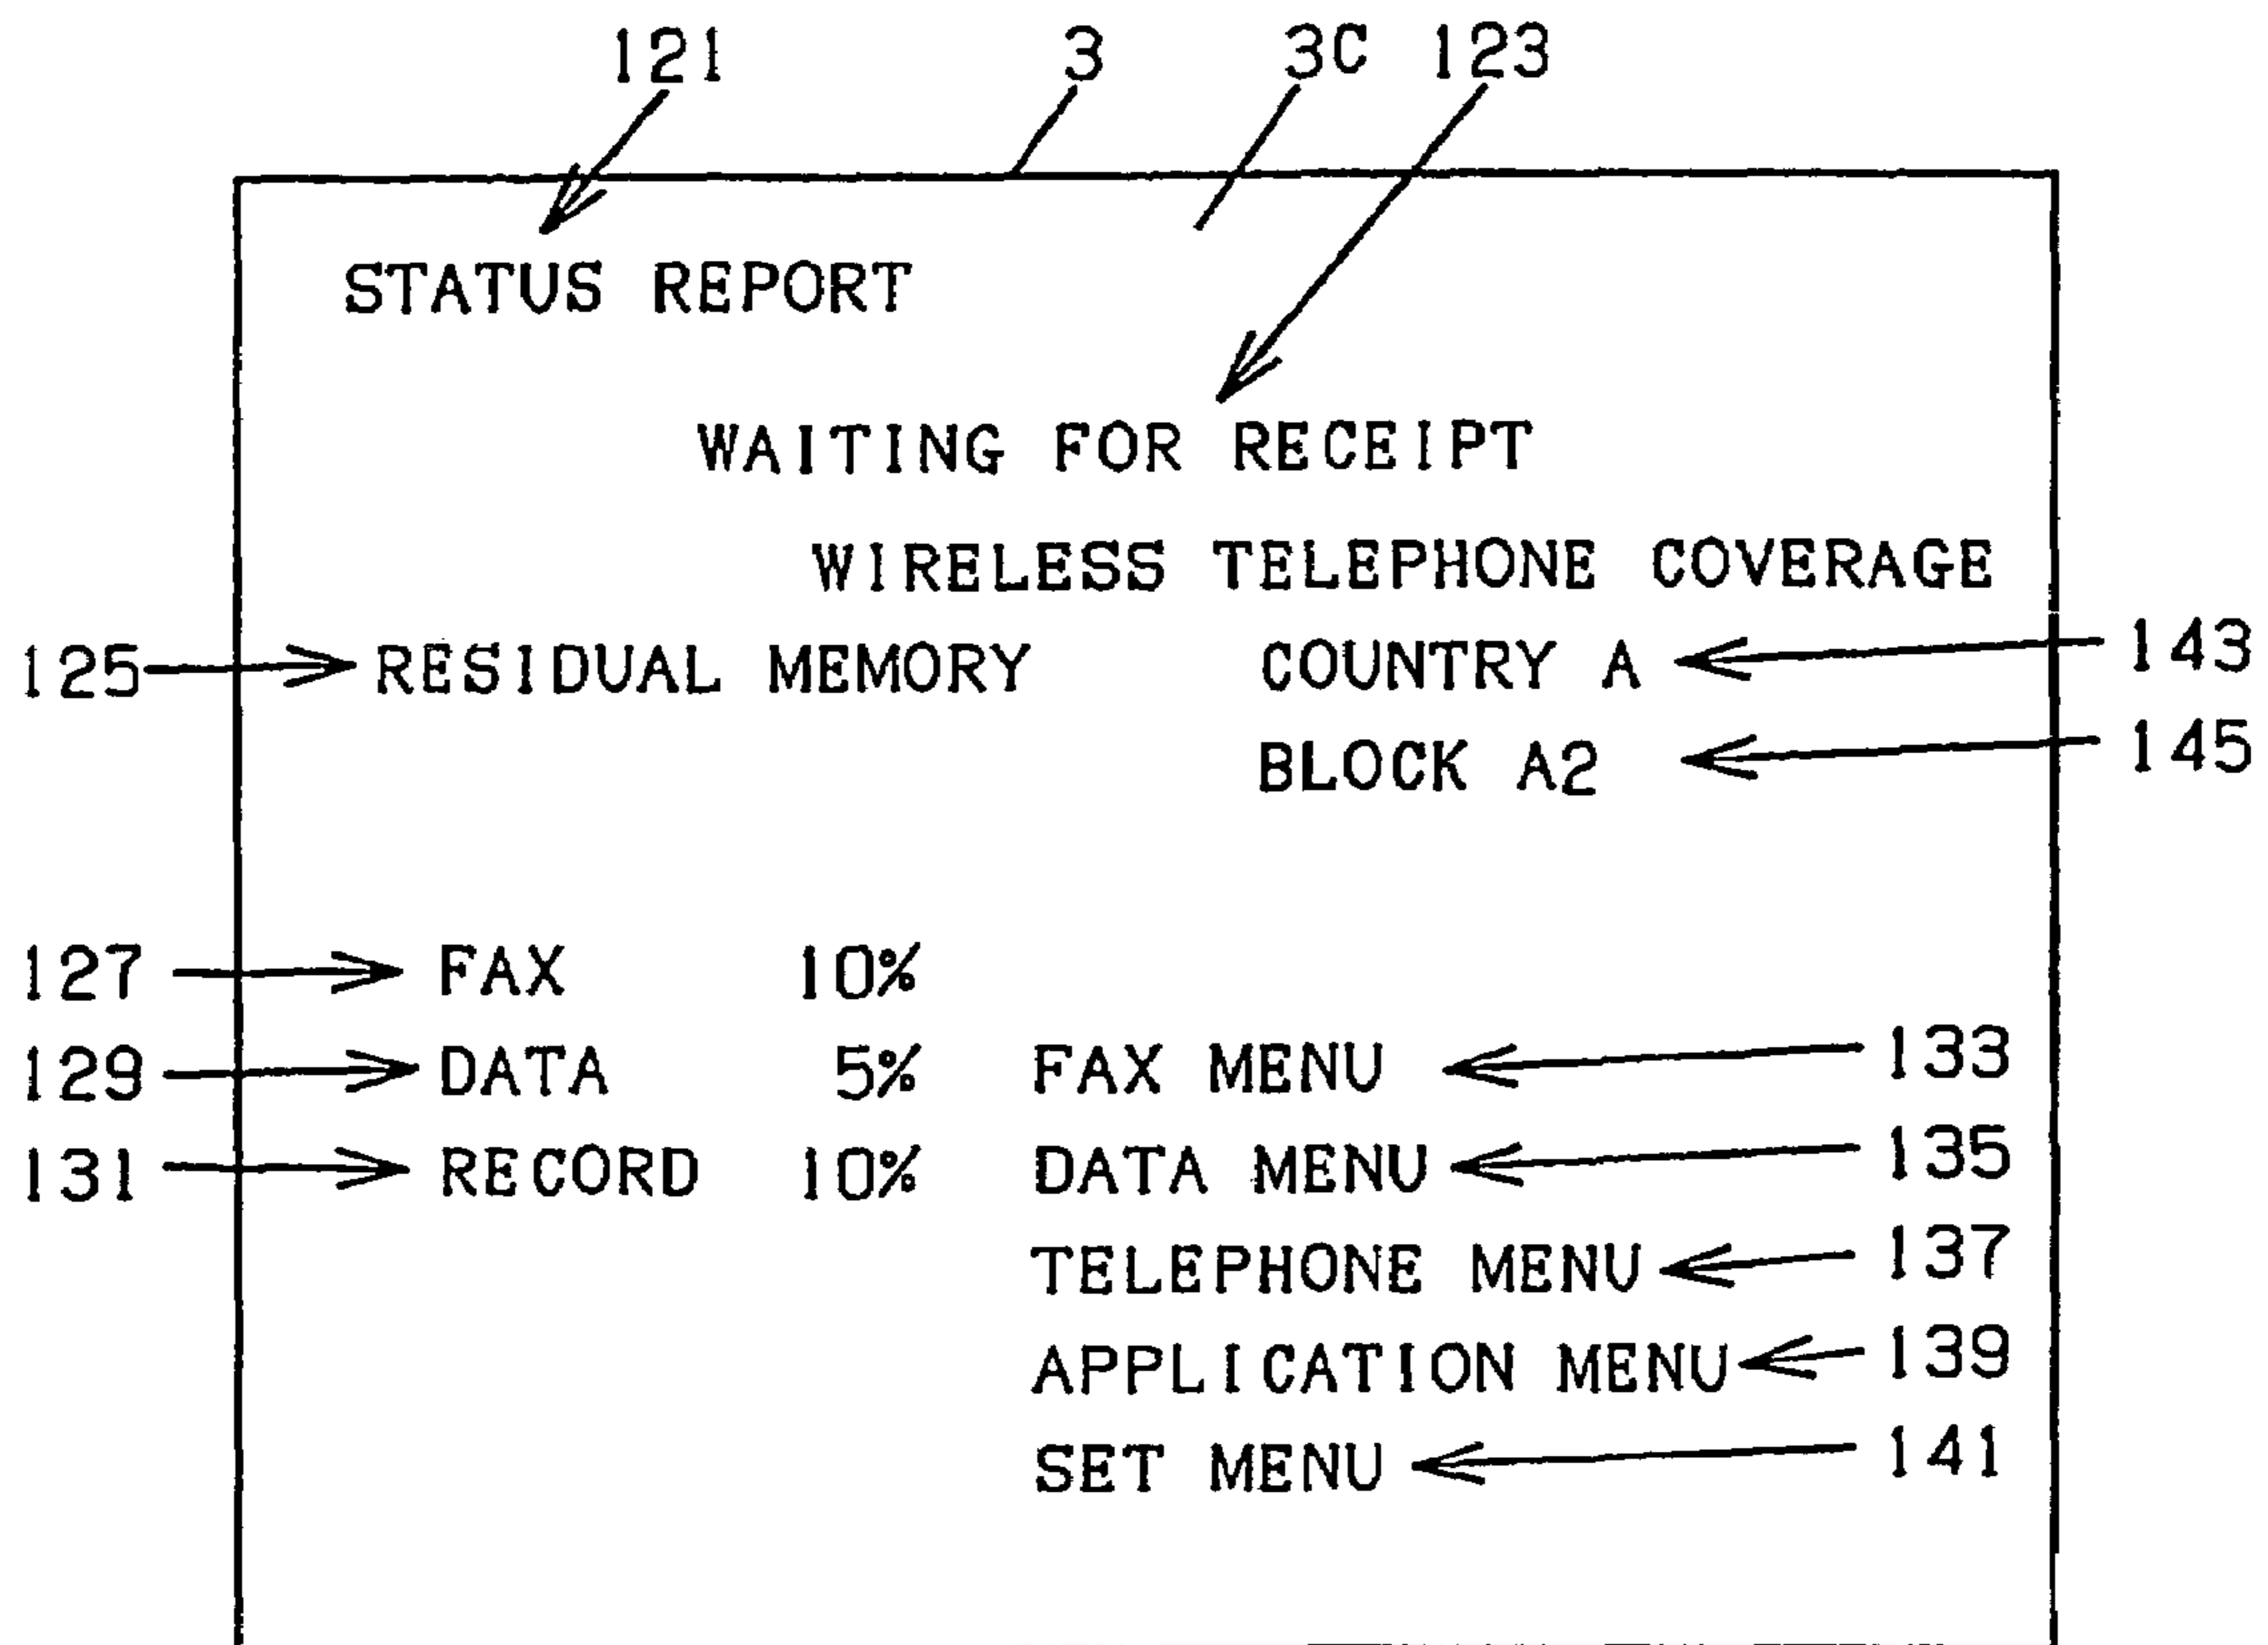 121 3 3C 123
STATUS REPORT
WAITING FOR RECEIPT
WIRELESS TELEPHONE COVERAGE
125 RESIDUAL MEMORY COUNTRY A 143
BLOCK A2 145
127 FAX 10%
129 DATA 5% FAX MENU 133
131 RECORD 10% DATA MENU 135
TELEPHONE MENU 137
APPLICATION MENU 139
SET MENU 141